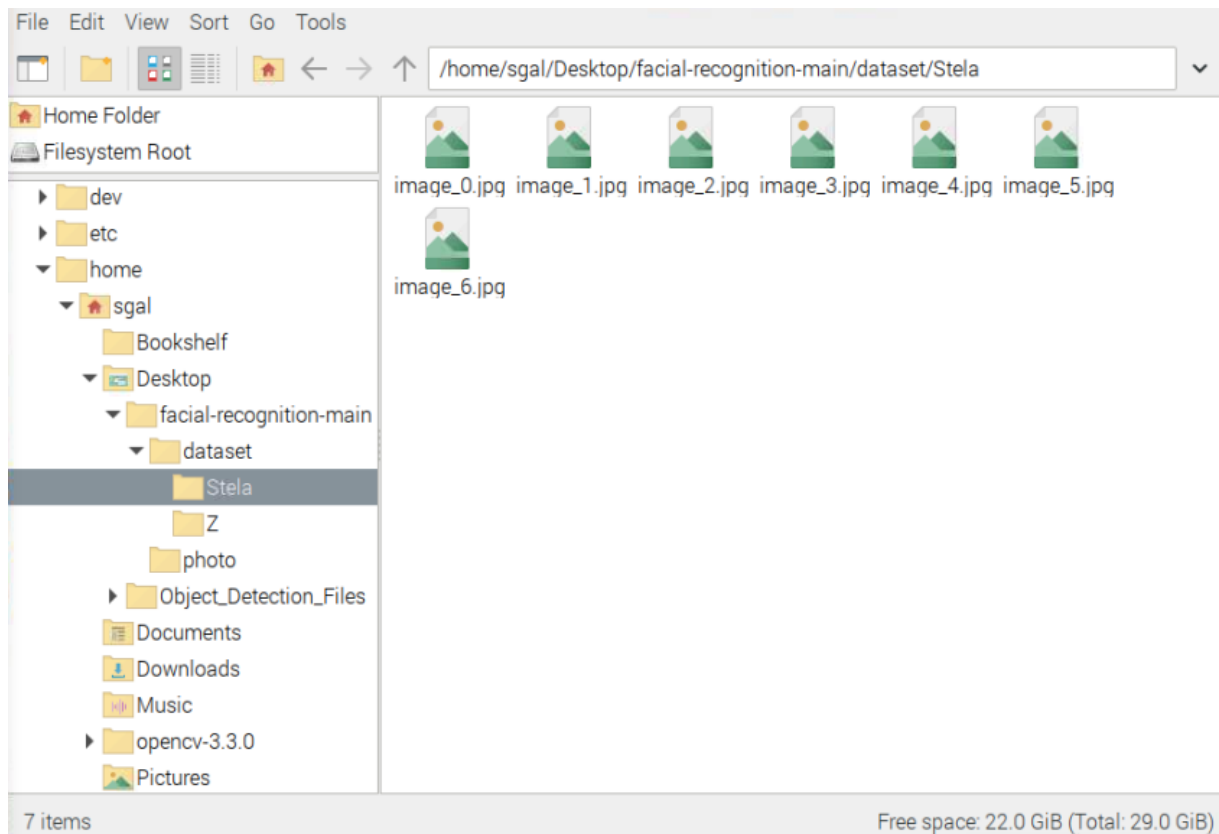 File Edit View Sort Go Tools
/home/sgal/Desktop/facial-recognition-main/dataset/Stela
Home Folder
Filesystem Root
dev
etc
home
sgal
Bookshelf
Desktop
facial-recognition-main
dataset
Stela
Z
photo
Object_Detection_Files
Documents
Downloads
Music
opencv-3.3.0
Pictures
image_0.jpg image_1.jpg image_2.jpg image_3.jpg image_4.jpg image_5.jpg
image_6.jpg
7 items Free space: 22.0 GiB (Total: 29.0 GiB)